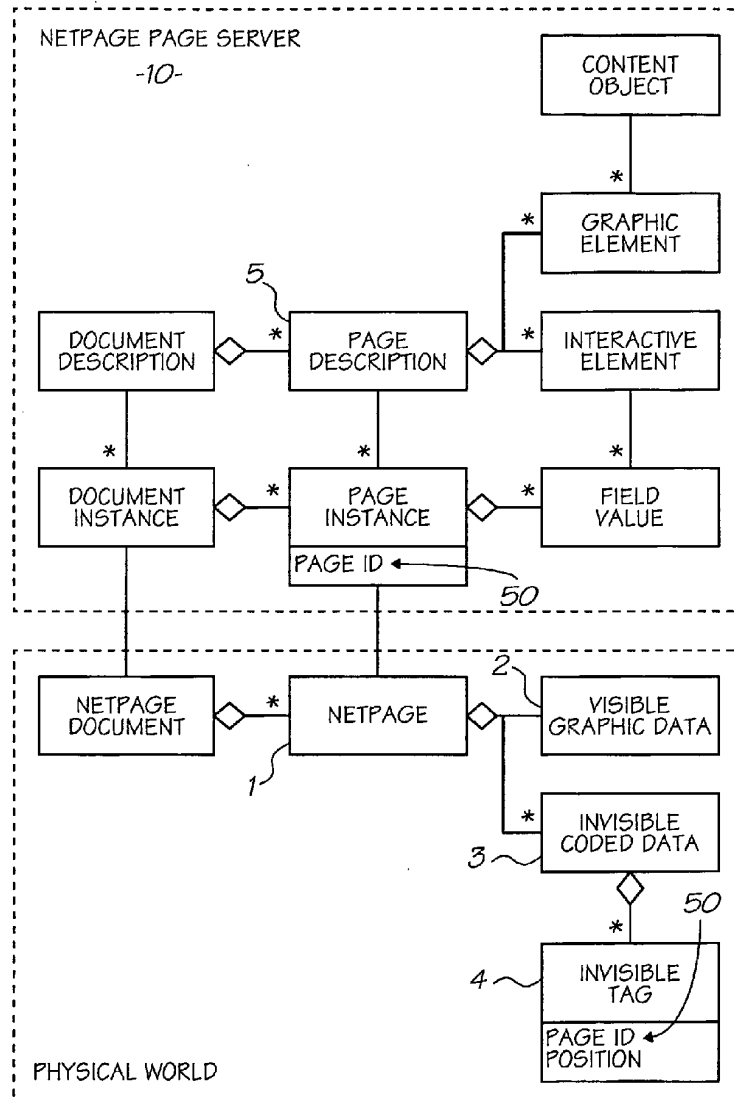 NETPAGE PAGE SERVER
-10-
CONTENT
OBJECT
*
*
GRAPHIC
ELEMENT
5
DOCUMENT
DESCRIPTION
*
PAGE
DESCRIPTION
*
INTERACTIVE
ELEMENT
*
*
*
DOCUMENT
INSTANCE
*
PAGE
INSTANCE
*
FIELD
VALUE
PAGE ID
50
2
NETPAGE
DOCUMENT
*
NETPAGE
VISIBLE
GRAPHIC DATA
1
*
INVISIBLE
CODED DATA
3
50
*
4
INVISIBLE
TAG
PAGE ID
POSITION
PHYSICAL WORLD